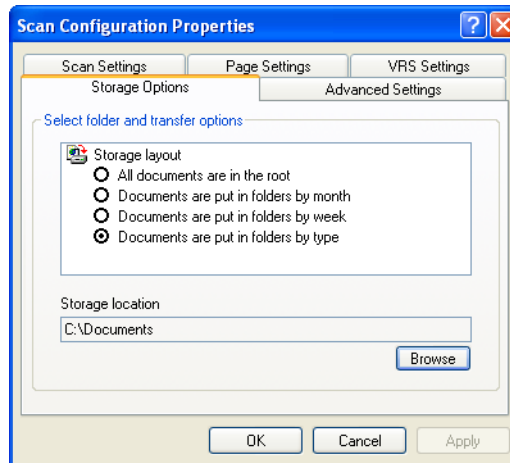 Scan Configuration Properties
Scan Settings Page Settings VRS Settings
Storage Options Advanced Settings
Select folder and transfer options
Storage layout
All documents are in the root
Documents are put in folders by month
Documents are put in folders by week
Documents are put in folders by type
Storage location
C:\Documents
Browse
OK Cancel Apply